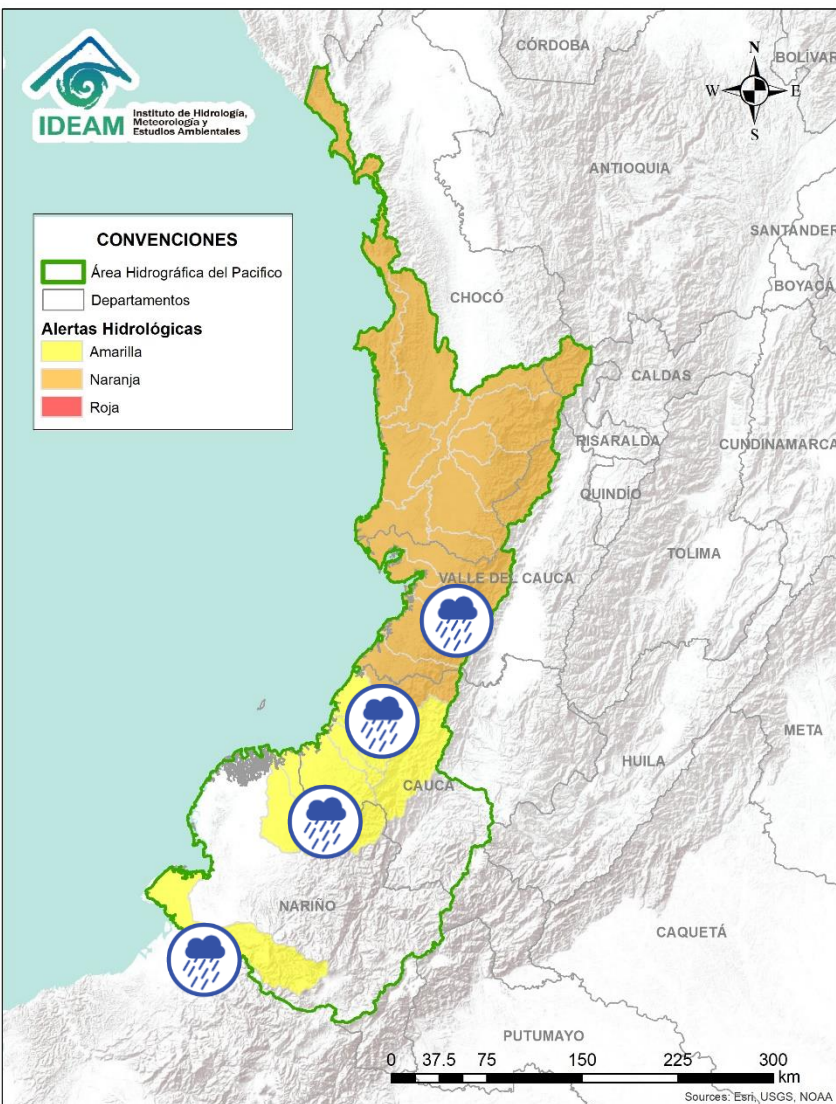 IDEAM
Instituto de Hidrología,
Meteorología y
Estudios Ambientales
CONVENCIONES
Área Hidrográfica del Pacifico
Departamentos
Alertas Hidrológicas
Amarilla
Naranja
Roja
N
W
E
S
CÓRDOBA
BOLÍVAR
ANTIOQUIA
SANTANDER
BOYACÁ
CHOCÓ
CALDAS
RISARALDA
CUNDINAMARCA
QUINDÍO
TOLIMA
VALLE DEL CAUCA
META
HUILA
CAUCA
NARIÑO
CAQUETÁ
PUTUMAYO
0 37.5 75 150 225 300
km
Sources: Esri, USGS, NOAA